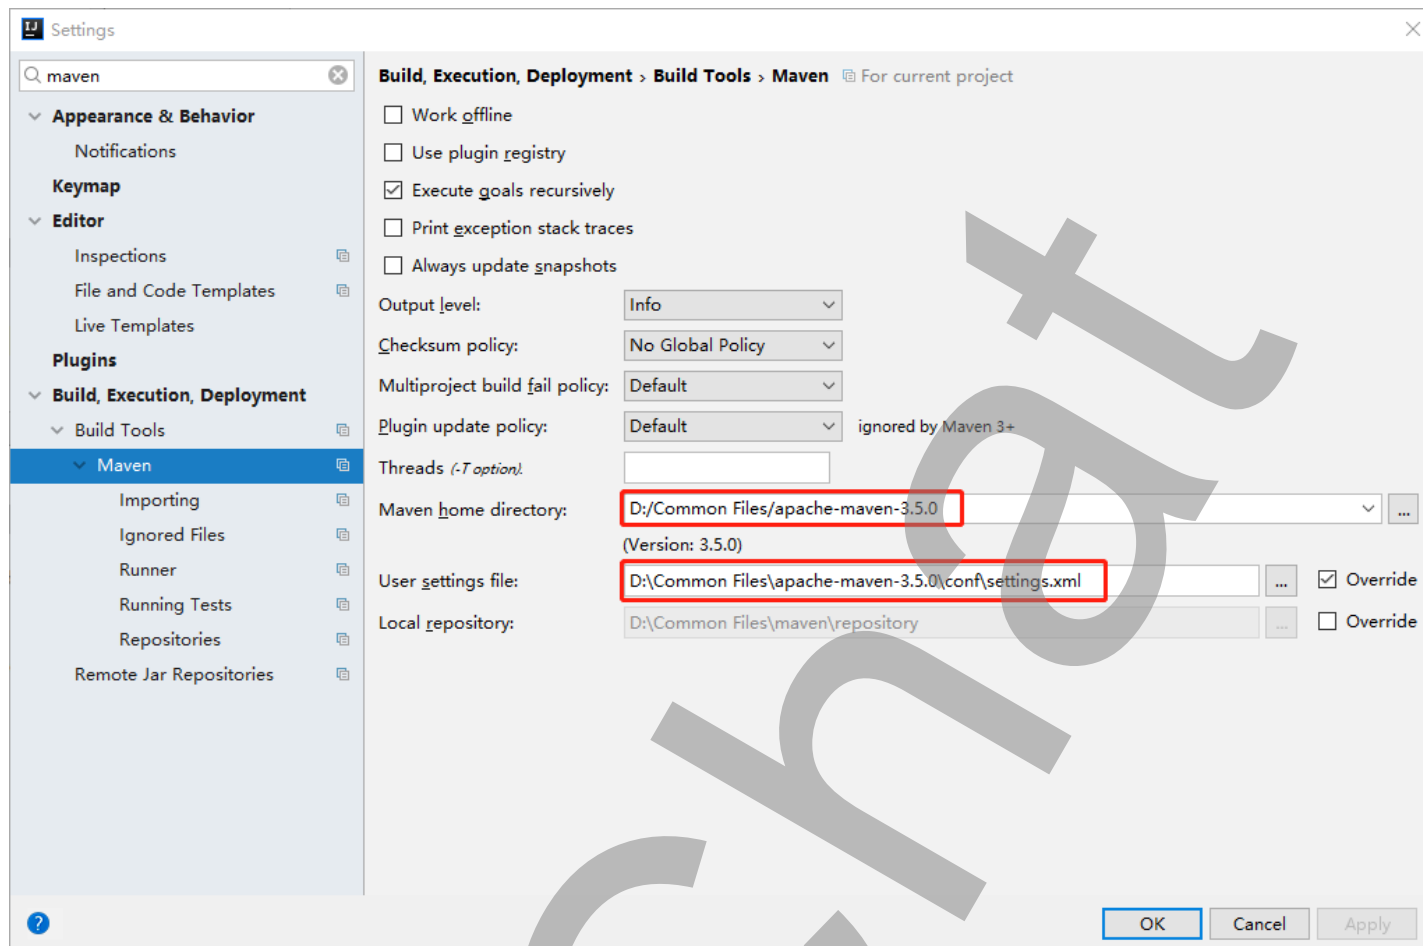 Settings
maven
Appearance & Behavior
Notifications
Keymap
Editor
Inspections
File and Code Templates
Live Templates
Plugins
Build, Execution, Deployment
Build Tools
Maven
Importing
Ignored Files
Runner
Running Tests
Repositories
Remote Jar Repositories
Build, Execution, Deployment › Build Tools › Maven For current project
Work offline
Use plugin registry
Execute goals recursively
Print exception stack traces
Always update snapshots
Output level: Info
Checksum policy: No Global Policy
Multiproject build fail policy: Default
Plugin update policy: Default ignored by Maven 3+
Threads (-T option).
Maven home directory: D:/Common Files/apache-maven-3.5.0 ...
(Version: 3.5.0)
User settings file: D:\Common Files\apache-maven-3.5.0\conf\settings.xml ... Override
Local repository: D:\Common Files\maven\repository ... Override
? OK Cancel Apply
chat